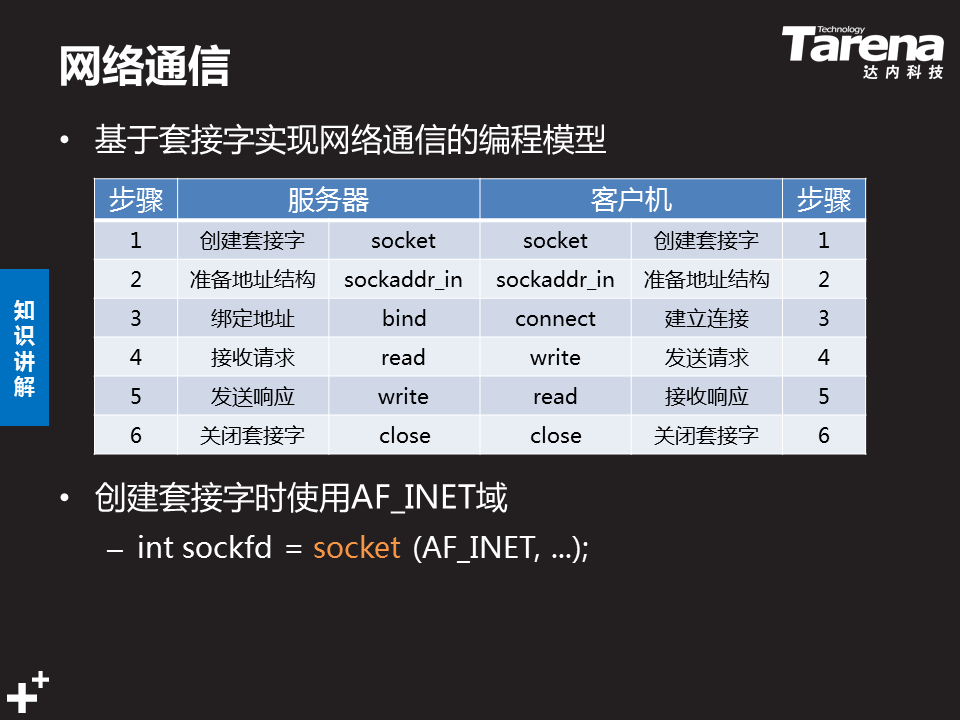 网络通信
Technology
Tarena
达内科技
• 基于套接字实现网络通信的编程模型
步骤 服务器 客户机 步骤
1 创建套接字 socket socket 创建套接字 1
2 准备地址结构 sockaddr_in sockaddr_in 准备地址结构 2
3 绑定地址 bind connect 建立连接 3
4 接收请求 read write 发送请求 4
5 发送响应 write read 接收响应 5
6 关闭套接字 close close 关闭套接字 6
知识讲解
• 创建套接字时使用AF_INET域
– int sockfd = socket (AF_INET, ...);